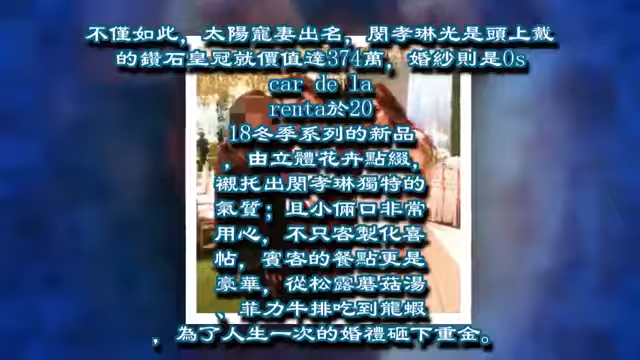 不僅如此，太陽寵妻出名，閔孝琳光是頭上戴
的鑽石皇冠就價值達374萬，婚紗則是Os
car de la
renta於20
18冬季系列的新品
，由立體花卉點綴，
襯托出閔孝琳獨特的
氣質；且小倆口非常
用心，不只客製化喜
帖，賓客的餐點更是
豪華，從松露蘑菇湯
、菲力牛排吃到龍蝦
，為了人生一次的婚禮砸下重金。